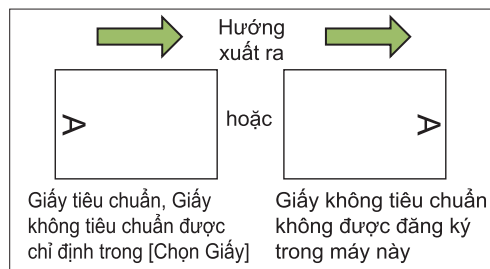 Hướng
xuất ra
A
hoặc
A
Giấy tiêu chuẩn, Giấy
không tiêu chuẩn được
chỉ định trong [Chọn Giấy]
Giấy không tiêu chuẩn
không được đăng ký
trong máy này